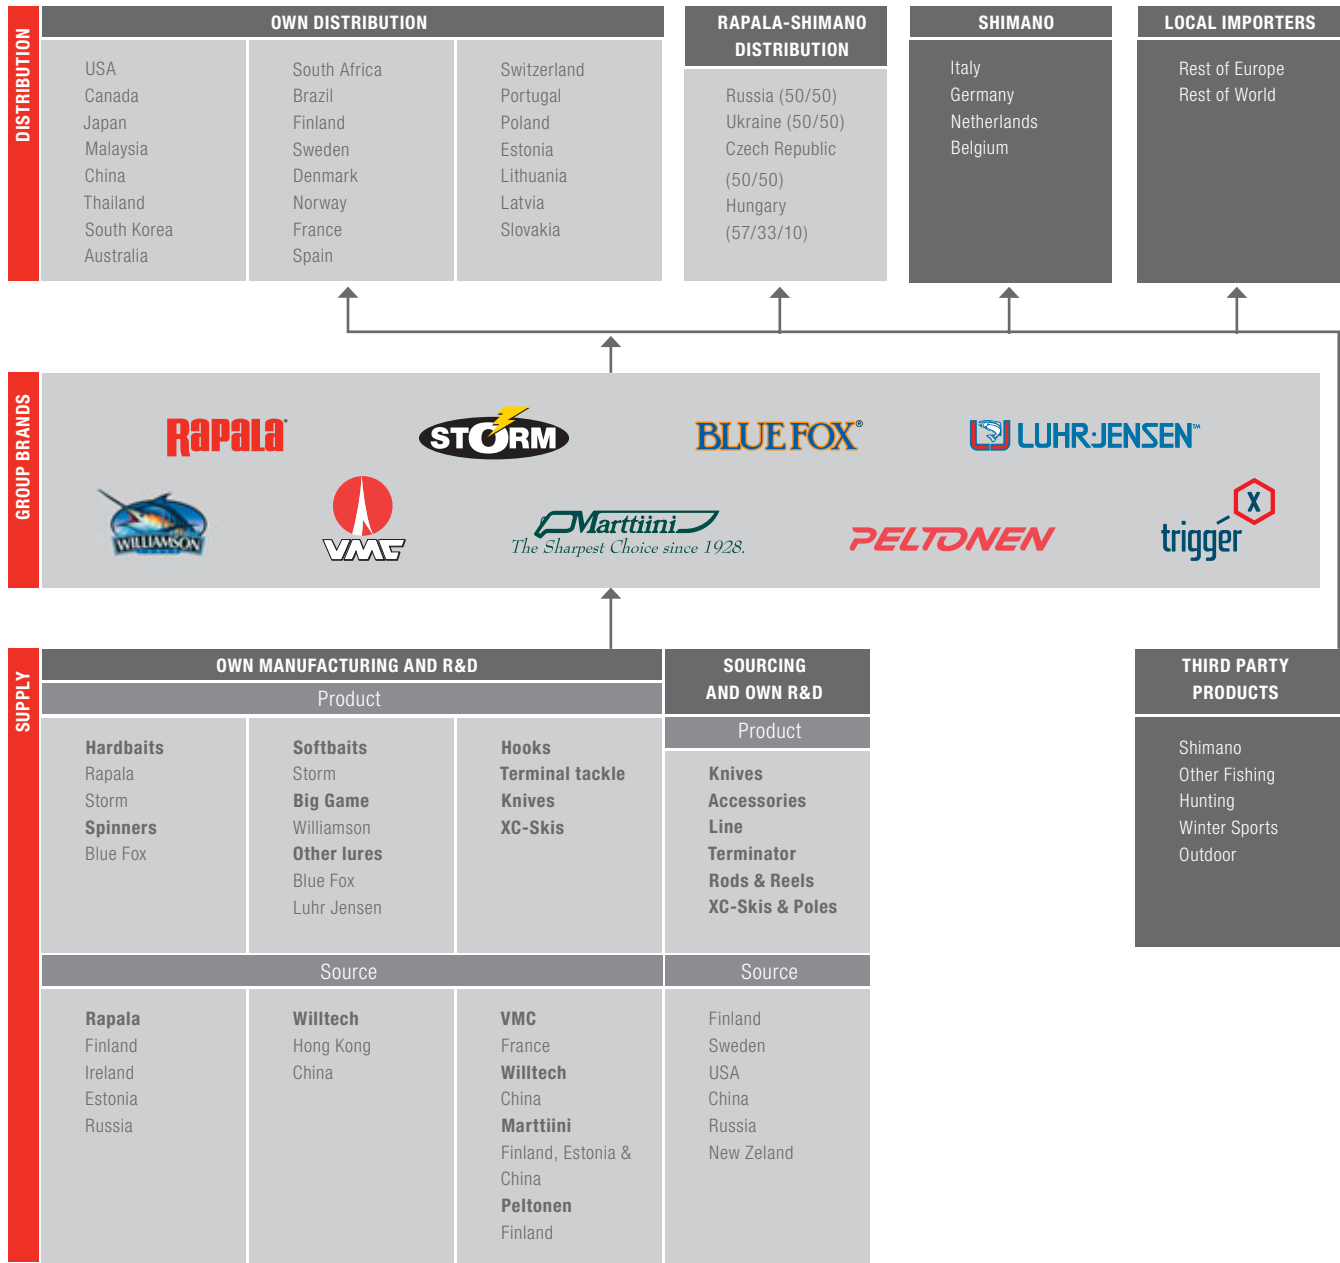 DISTRIBUTION
OWN DISTRIBUTION
USA
Canada
Japan
Malaysia
China
Thailand
South Korea
Australia
South Africa
Brazil
Finland
Sweden
Denmark
Norway
France
Spain
Switzerland
Portugal
Poland
Estonia
Lithuania
Latvia
Slovakia
RAPALA-SHIMANO
DISTRIBUTION
Russia (50/50)
Ukraine (50/50)
Czech Republic
(50/50)
Hungary
(57/33/10)
SHIMANO
Italy
Germany
Netherlands
Belgium
LOCAL IMPORTERS
Rest of Europe
Rest of World
GROUP BRANDS
Rapala®
STORM
BLUE FOX®
LUHR·JENSEN™
WILLIAMSON
VMC
Marttiini
The Sharpest Choice since 1928.
PELTONEN
trigger X
SUPPLY
OWN MANUFACTURING AND R&D
Product
Hardbaits
Rapala
Storm
Spinners
Blue Fox
Softbaits
Storm
Big Game
Williamson
Other lures
Blue Fox
Luhr Jensen
Hooks
Terminal tackle
Knives
XC-Skis
Source
Rapala
Finland
Ireland
Estonia
Russia
Willtech
Hong Kong
China
VMC
France
Willtech
China
Marttiini
Finland, Estonia &
China
Peltonen
Finland
SOURCING
AND OWN R&D
Product
Knives
Accessories
Line
Terminator
Rods & Reels
XC-Skis & Poles
Source
Finland
Sweden
USA
China
Russia
New Zeland
THIRD PARTY
PRODUCTS
Shimano
Other Fishing
Hunting
Winter Sports
Outdoor